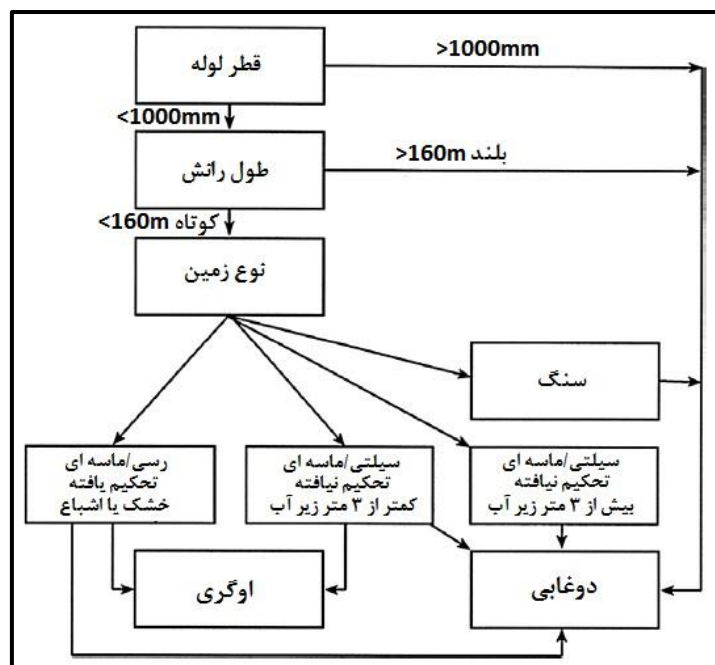 قطر لوله
>1000mm
<1000mm
طول رانش
بلند >160m
کوتاه <160m
نوع زمین
سنگ
رسی/ماسه ای
تحکیم یافته
خشک یا اشباع
سیلتی/ماسه ای
تحکیم نیافته
کمتر از ۳ متر زیر آب
سیلتی/ماسه ای
تحکیم نیافته
بیش از ۳ متر زیر آب
اوگری
دوغابی